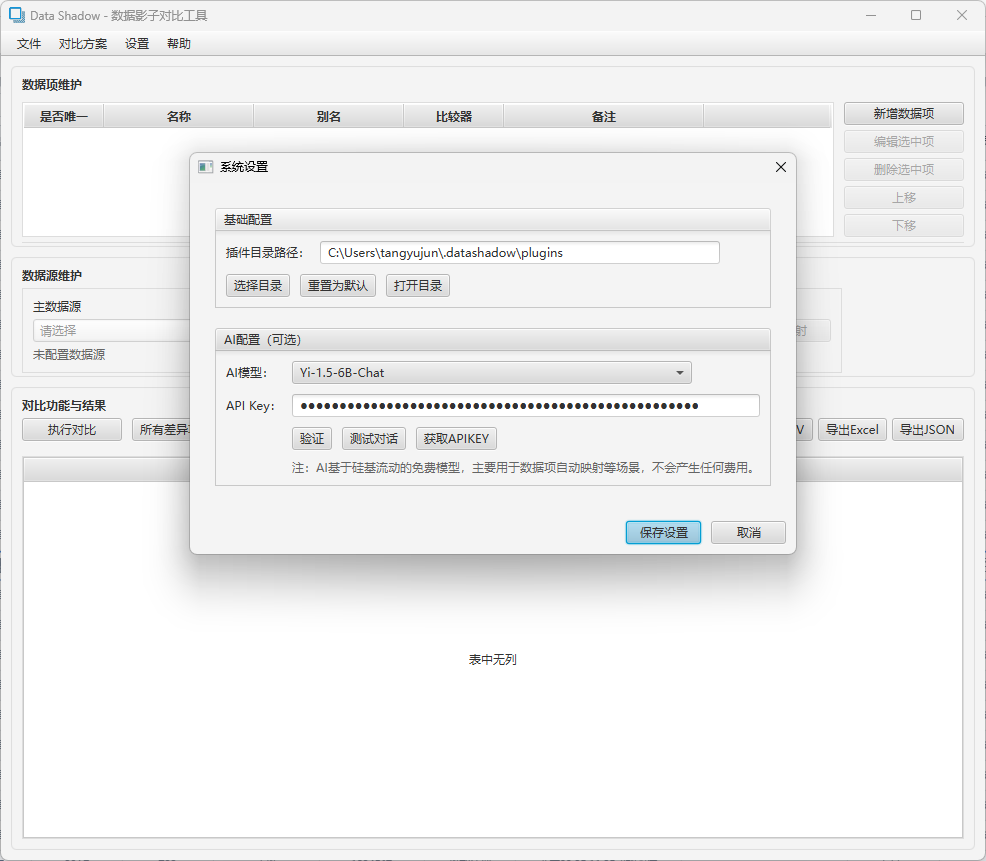 Data Shadow - 数据影子对比工具
文件 对比方案 设置 帮助
数据项维护
是否唯一 名称 别名 比较器 备注
新增数据项
编辑选中项
删除选中项
上移
下移
系统设置
基础配置
插件目录路径: C:\Users\tangyujun\.datashadow\plugins
选择目录 重置为默认 打开目录
AI配置（可选）
AI模型: Yi-1.5-6B-Chat
API Key: ●●●●●●●●●●●●●●●●●●●●●●●●●●●●●●●●●●●●●●●●●●●●●●●●●●●
验证 测试对话 获取APIKEY
注：AI基于硅基流动的免费模型，主要用于数据项自动映射等场景，不会产生任何费用。
保存设置 取消
数据源维护
主数据源
请选择 射
未配置数据源
对比功能与结果
执行对比 所有差异 V 导出Excel 导出JSON
表中无列